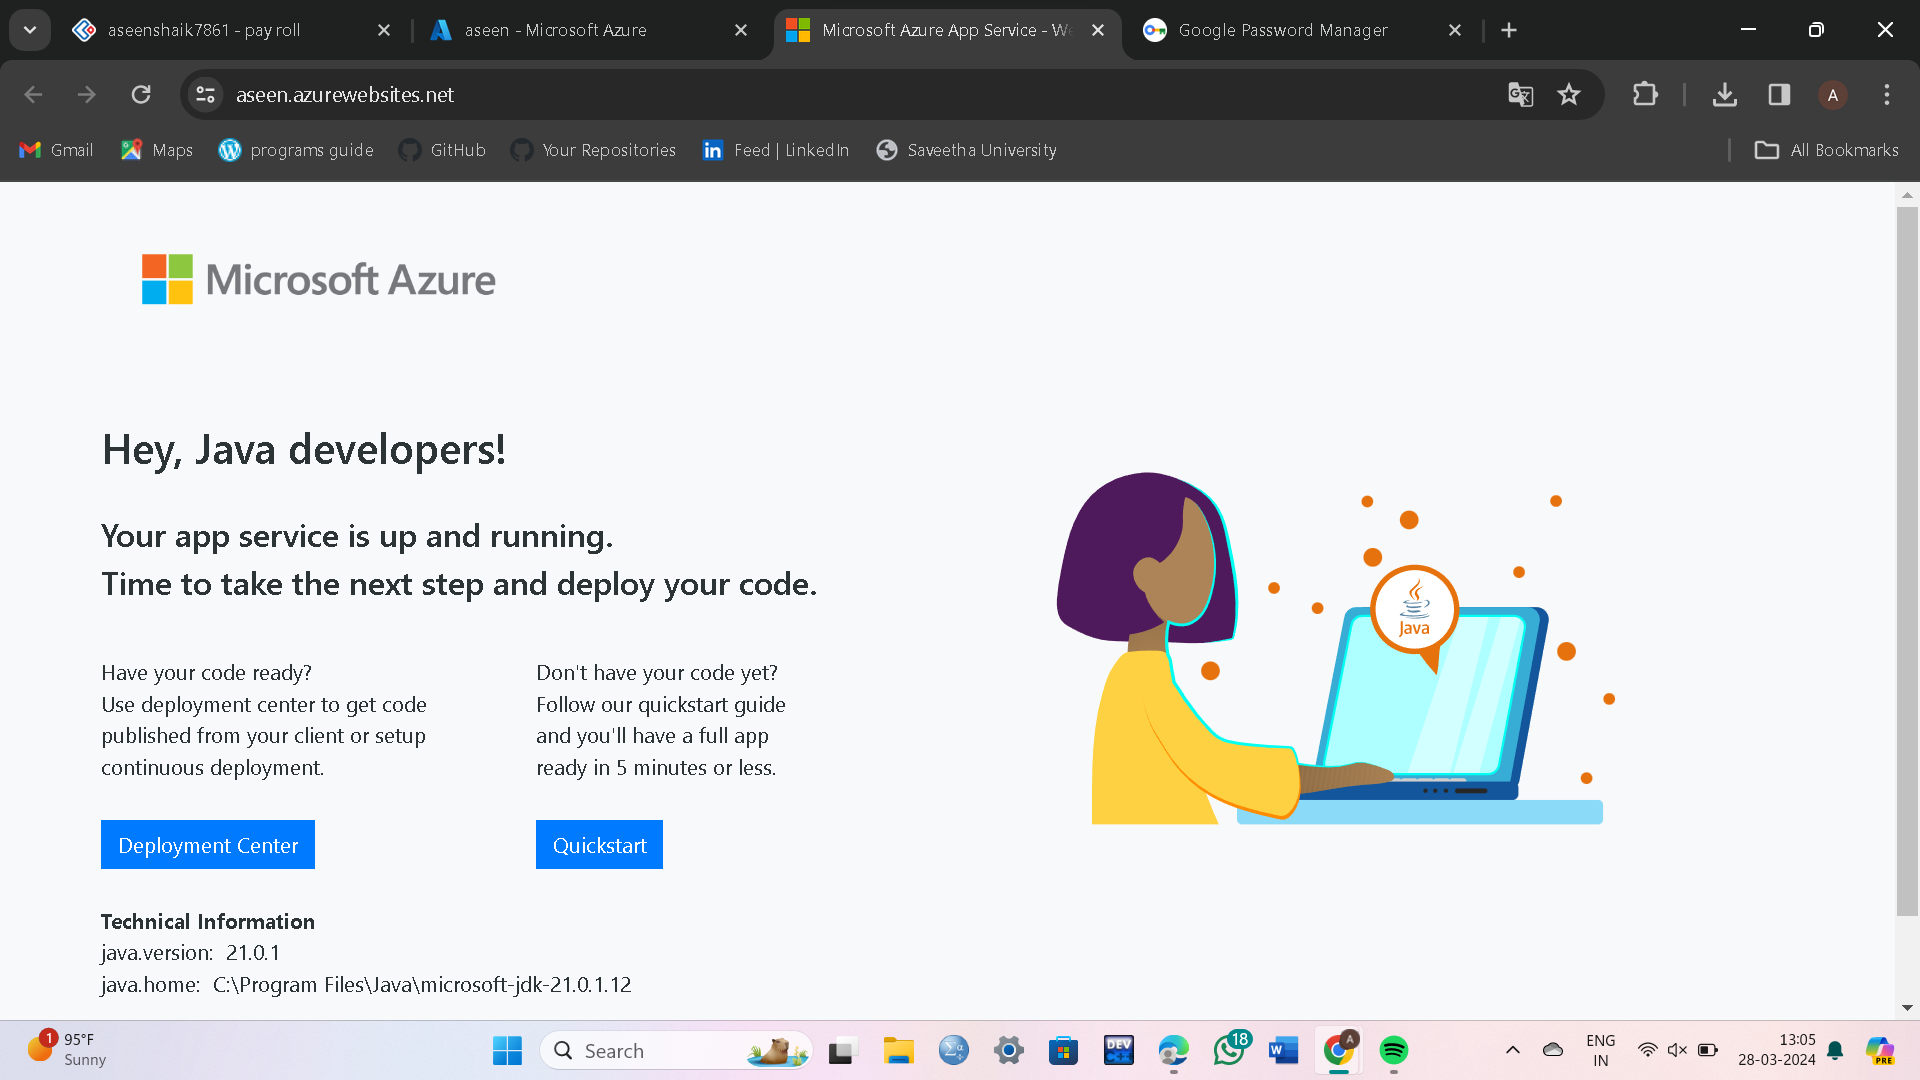 aseenshaik7861 - pay roll
aseen - Microsoft Azure
Microsoft Azure App Service - We
Google Password Manager
aseen.azurewebsites.net
A
Gmail
Maps
programs guide
GitHub
Your Repositories
Feed | LinkedIn
Saveetha University
All Bookmarks
Microsoft Azure
Hey, Java developers!
Your app service is up and running.
Time to take the next step and deploy your code.
Java
Have your code ready?
Use deployment center to get code
published from your client or setup
continuous deployment.
Deployment Center
Don't have your code yet?
Follow our quickstart guide
and you'll have a full app
ready in 5 minutes or less.
Quickstart
Technical Information
java.version: 21.0.1
java.home: C:\Program Files\Java\microsoft-jdk-21.0.1.12
1
95°F
Sunny
Search
DEV
18
W
A
ENG
IN
13:05
28-03-2024
PRE